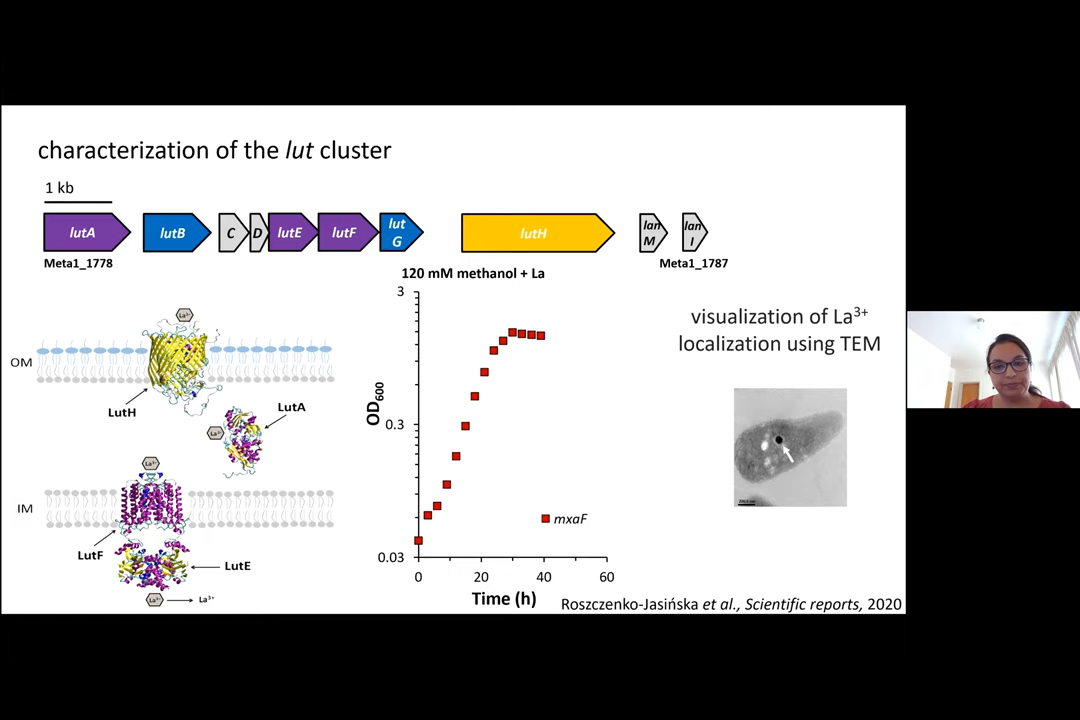 characterization of the lut cluster
1 kb
lutA
lutB
C
D
lutE
lutF
lut
G
lutH
lan
M
lan
I
Meta1_1778
Meta1_1787
120 mM methanol + La
3
0.3
0.03
OD600
0
20
40
60
Time (h)
mxaF
visualization of La3+
localization using TEM
La3+
OM
LutH
LutA
La3+
La3+
IM
LutF
LutE
La3+
La3+
Roszczenko-Jasińska et al., Scientific reports, 2020